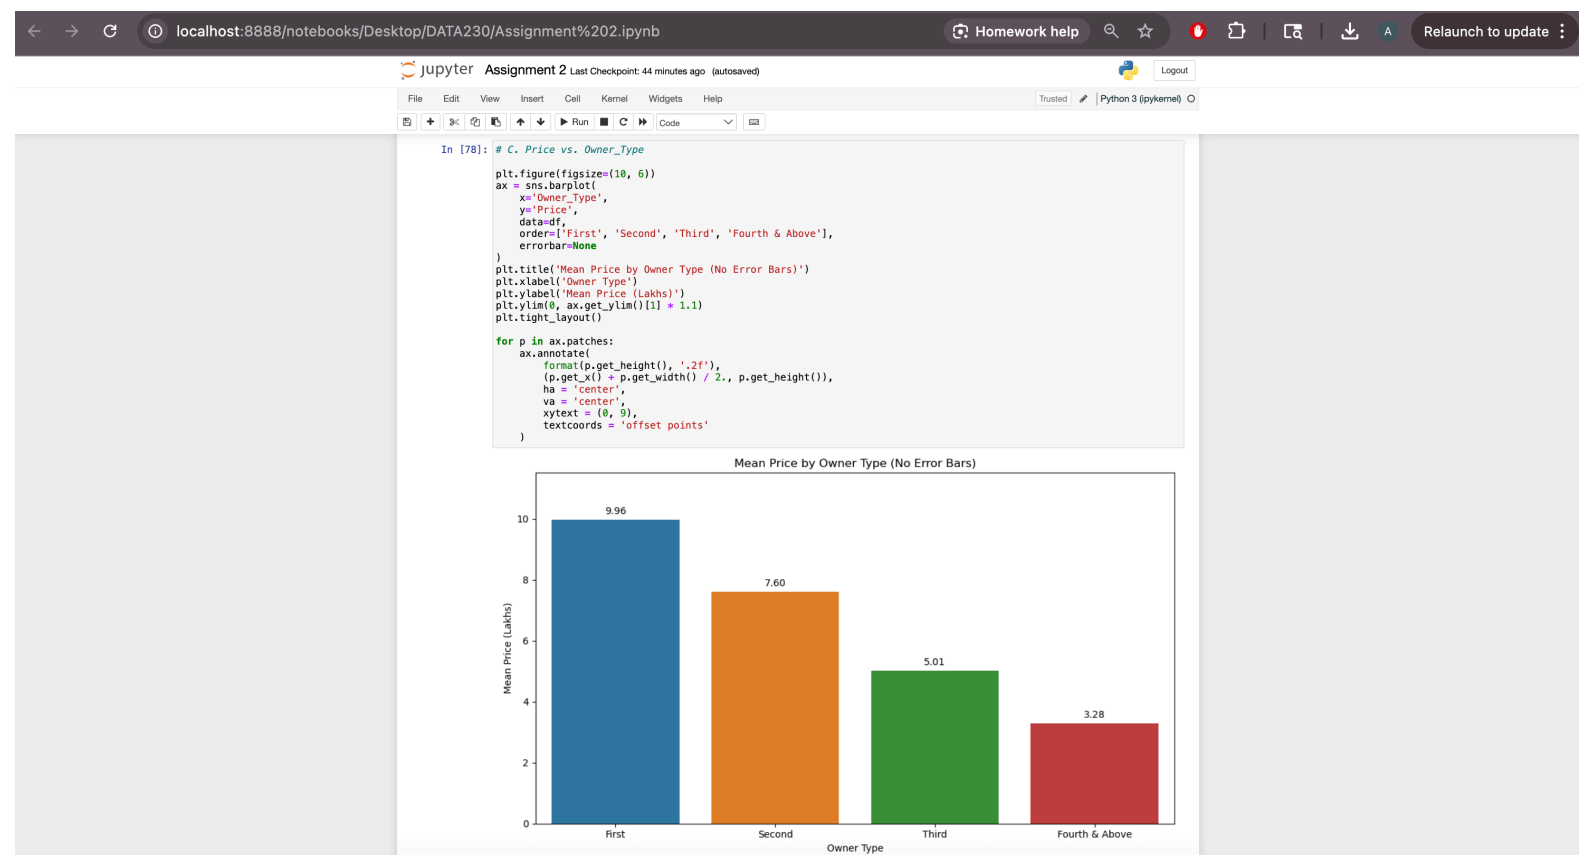 localhost:8888/notebooks/Desktop/DATA230/Assignment%202.ipynb
Homework help
A
Relaunch to update
jupyter Assignment 2 Last Checkpoint: 44 minutes ago (autosaved)
Logout
File Edit View Insert Cell Kernel Widgets Help
Trusted Python 3 (ipykernel)
Run Code
In [78]: # C. Price vs. Owner_Type
plt.figure(figsize=(10, 6))
ax = sns.barplot(
    x='Owner_Type',
    y='Price',
    data=df,
    order=['First', 'Second', 'Third', 'Fourth & Above'],
    errorbar=None
)
plt.title('Mean Price by Owner Type (No Error Bars)')
plt.xlabel('Owner Type')
plt.ylabel('Mean Price (Lakhs)')
plt.ylim(0, ax.get_ylim()[1] * 1.1)
plt.tight_layout()
for p in ax.patches:
    ax.annotate(
        format(p.get_height(), '.2f'),
        (p.get_x() + p.get_width() / 2., p.get_height()),
        ha = 'center',
        va = 'center',
        xytext = (0, 9),
        textcoords = 'offset points'
    )
Mean Price by Owner Type (No Error Bars)
Mean Price (Lakhs)
10
8
6
4
2
0
9.96
7.60
5.01
3.28
First Second Third Fourth & Above
Owner Type